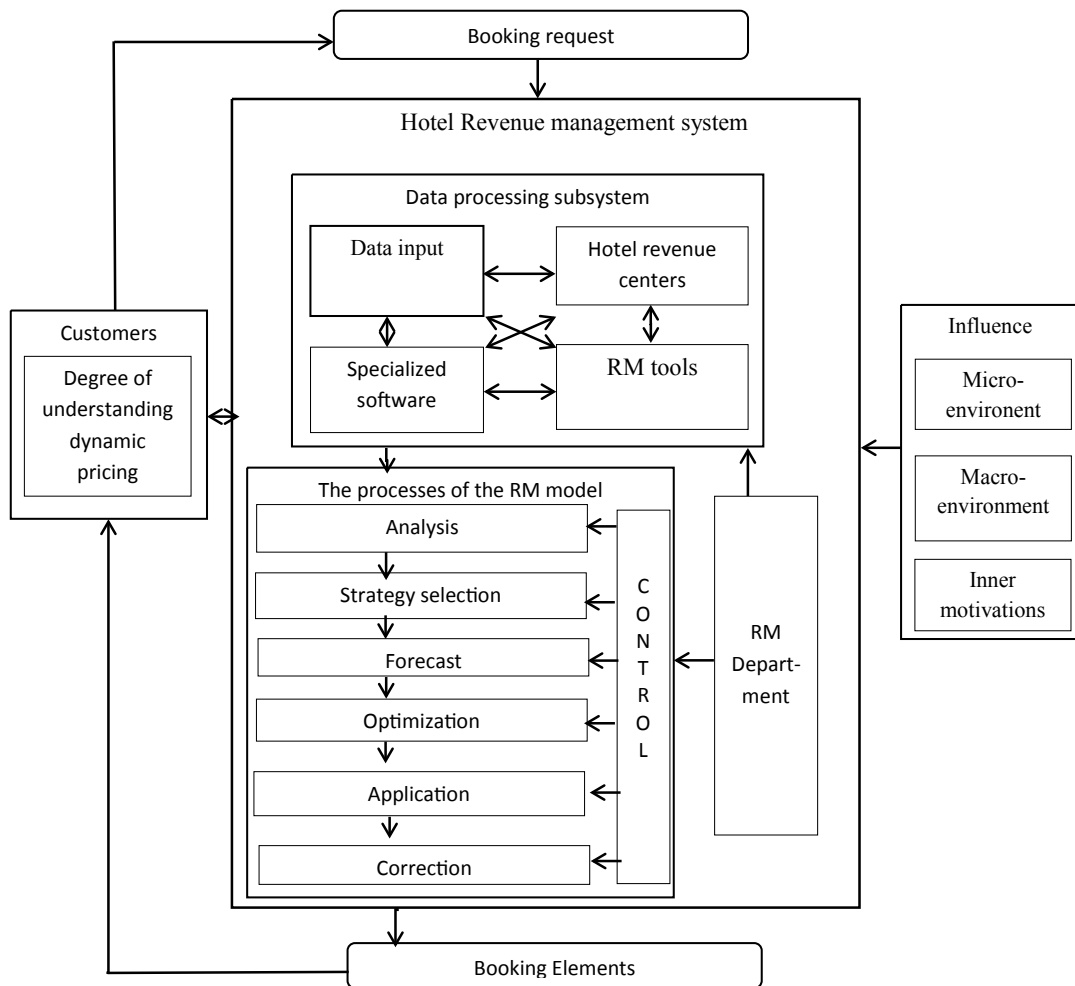 Booking request
Hotel Revenue management system
Data processing subsystem
Data input
Hotel revenue
centers
Specialized
software
RM tools
Customers
Degree of
understanding
dynamic
pricing
Influence
Micro-
environent
Macro-
environment
Inner
motivations
The processes of the RM model
Analysis
Strategy selection
Forecast
Optimization
Application
Correction
C
O
N
T
R
O
L
RM
Depart-
ment
Booking Elements